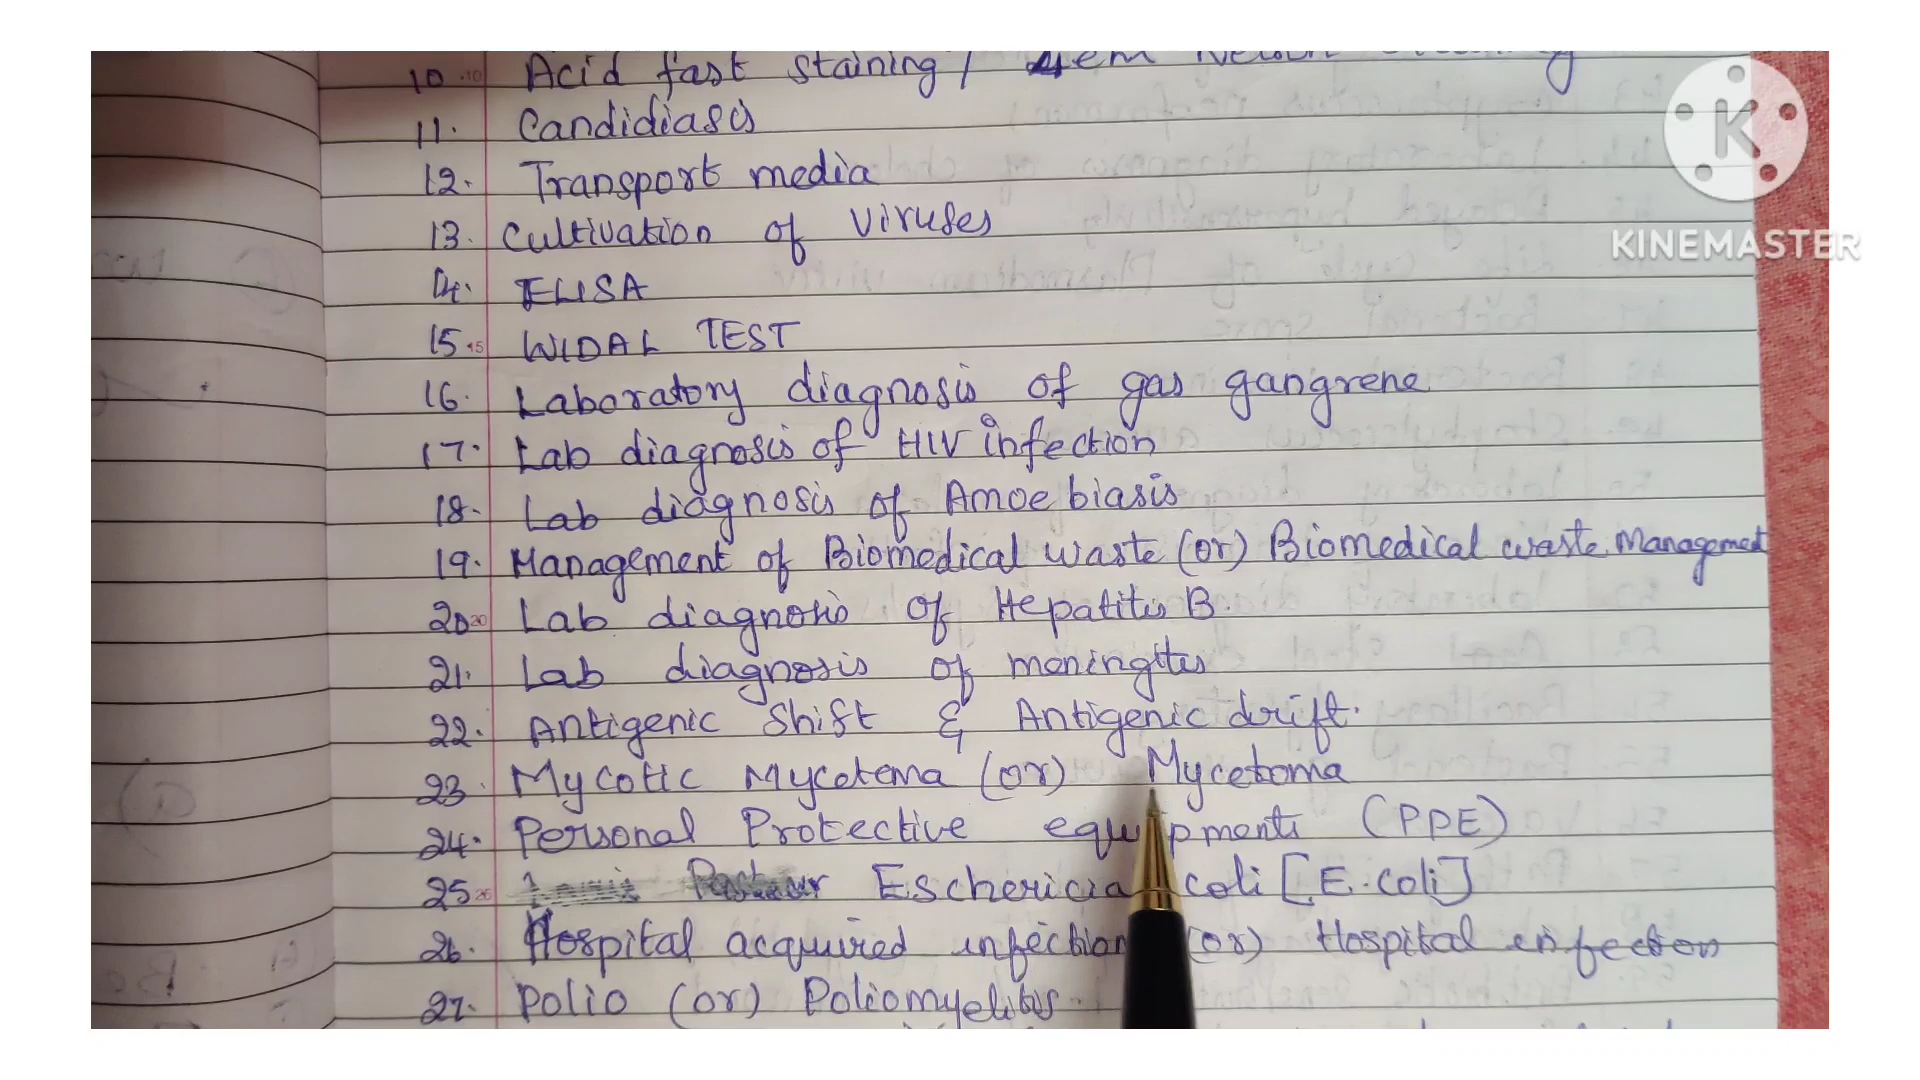 10 Acid fast staining /
11. Candidiasis
12. Transport media
13. Cultivation of Viruses
14. ELISA
15. WIDAL TEST
16. Laboratory diagnosis of gas gangrene
17. Lab diagnosis of HIV infection
18. Lab diagnosis of Amoebiasis
19. Management of Biomedical waste (or) Biomedical waste Management
20 Lab diagnosis of Hepatitis B.
21. Lab diagnosis of meningitis
22. Antigenic Shift & Antigenic drift.
23. Mycotic Mycetema (or) Mycetoma
24. Personal Protective equipments (PPE)
25 Eschericia coli [E. coli]
26. Hospital acquired infection (or) Hospital infection
27. Polio (or) Poliomyelitis.
K
KINEMASTER